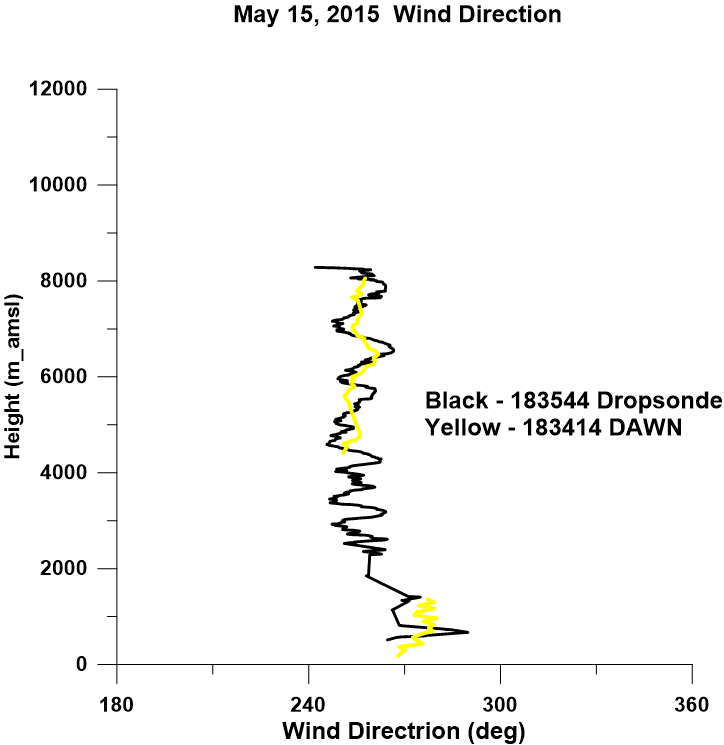 May 15, 2015  Wind Direction
12000
10000
8000
6000
4000
2000
0
Height (m_amsl)
Black - 183544 Dropsonde
Yellow - 183414 DAWN
180
240
300
360
Wind Directrion (deg)